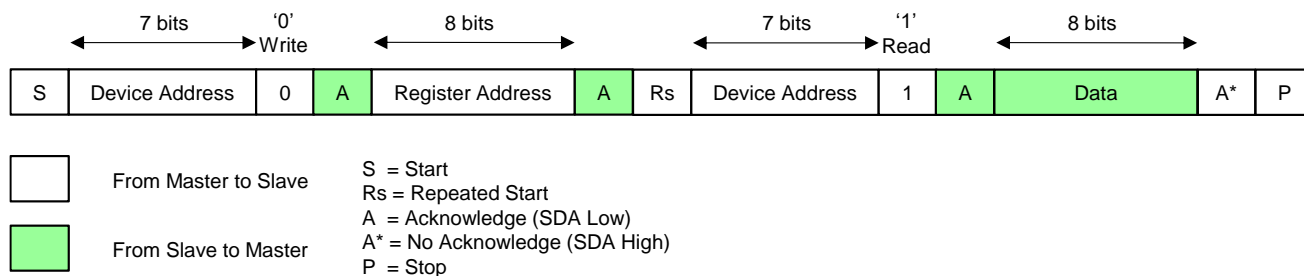 7 bits ‘0’ Write 8 bits 7 bits ‘1’ Read 8 bits
S Device Address 0 A Register Address A Rs Device Address 1 A Data A* P
From Master to Slave
From Slave to Master
S = Start
Rs = Repeated Start
A = Acknowledge (SDA Low)
A* = No Acknowledge (SDA High)
P = Stop